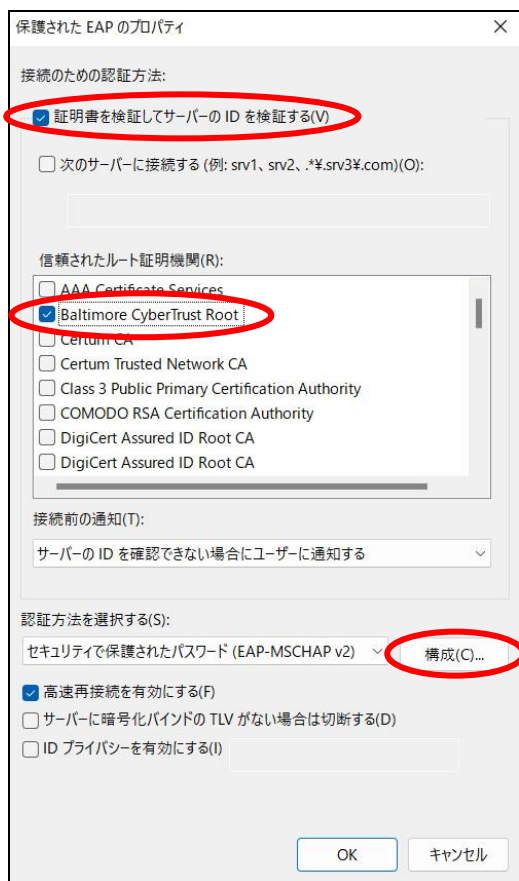 保護された EAP のプロパティ
接続のための認証方法:
証明書を検証してサーバーの ID を検証する(V)
次のサーバーに接続する (例: srv1、srv2、.*¥.srv3¥.com)(O):
信頼されたルート証明機関(R):
AAA Certificate Services
Baltimore CyberTrust Root
Certum CA
Certum Trusted Network CA
Class 3 Public Primary Certification Authority
COMODO RSA Certification Authority
DigiCert Assured ID Root CA
DigiCert Assured ID Root CA
接続前の通知(T):
サーバーの ID を確認できない場合にユーザーに通知する
認証方法を選択する(S):
セキュリティで保護されたパスワード (EAP-MSCHAP v2)
構成(C)...
高速再接続を有効にする(F)
サーバーに暗号化バインドの TLV がない場合は切断する(D)
ID プライバシーを有効にする(I)
OK
キャンセル